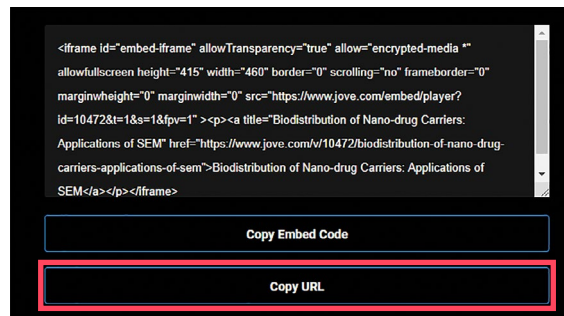 <iframe id="embed-iframe" allowTransparency="true" allow="encrypted-media *"
allowfullscreen height="415" width="460" border="0" scrolling="no" frameborder="0"
marginwheight="0" marginwidth="0" src="https://www.jove.com/embed/player?
id=10472&t=1&s=1&fpv=1" ><p><a title="Biodistribution of Nano-drug Carriers:
Applications of SEM" href="https://www.jove.com/v/10472/biodistribution-of-nano-drug-
carriers-applications-of-sem">Biodistribution of Nano-drug Carriers: Applications of
SEM</a></p></iframe>
Copy Embed Code
Copy URL